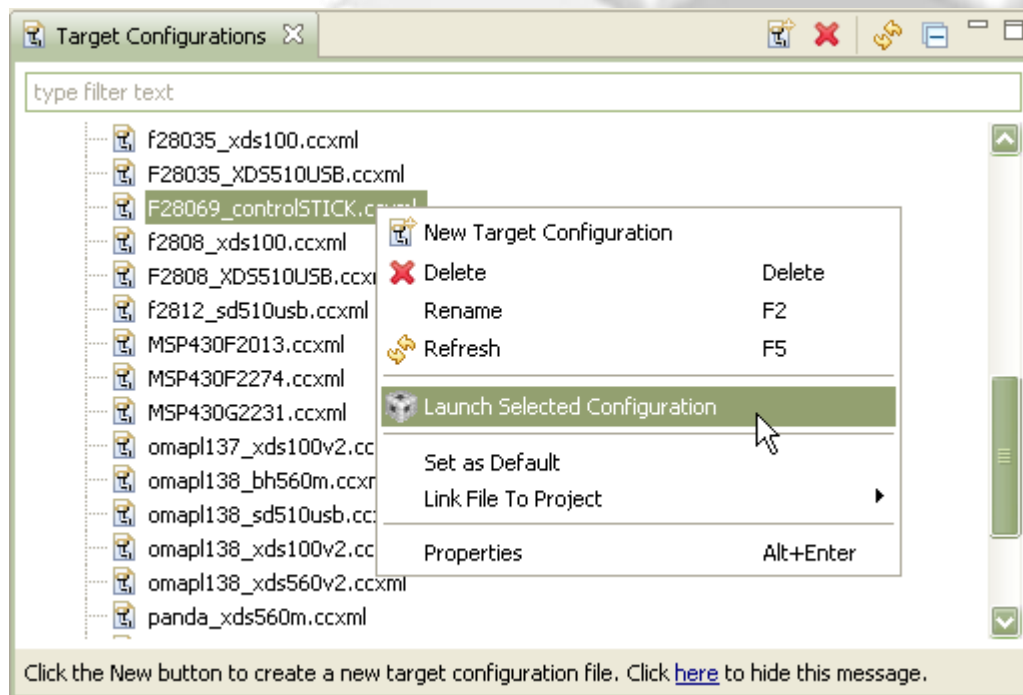 Target Configurations
type filter text
f28035_xds100.ccxml
F28035_XDS510USB.ccxml
F28069_controlSTICK.ccxml
f2808_xds100.ccxml
F2808_XDS510USB.ccx
f2812_sd510usb.ccxml
MSP430F2013.ccxml
MSP430F2274.ccxml
MSP430G2231.ccxml
omapl137_xds100v2.cc
omapl138_bh560m.ccx
omapl138_sd510usb.cc
omapl138_xds100v2.cc
omapl138_xds560v2.ccxml
panda_xds560m.ccxml
New Target Configuration
Delete Delete
Rename F2
Refresh F5
Launch Selected Configuration
Set as Default
Link File To Project
Properties Alt+Enter
Click the New button to create a new target configuration file. Click here to hide this message.